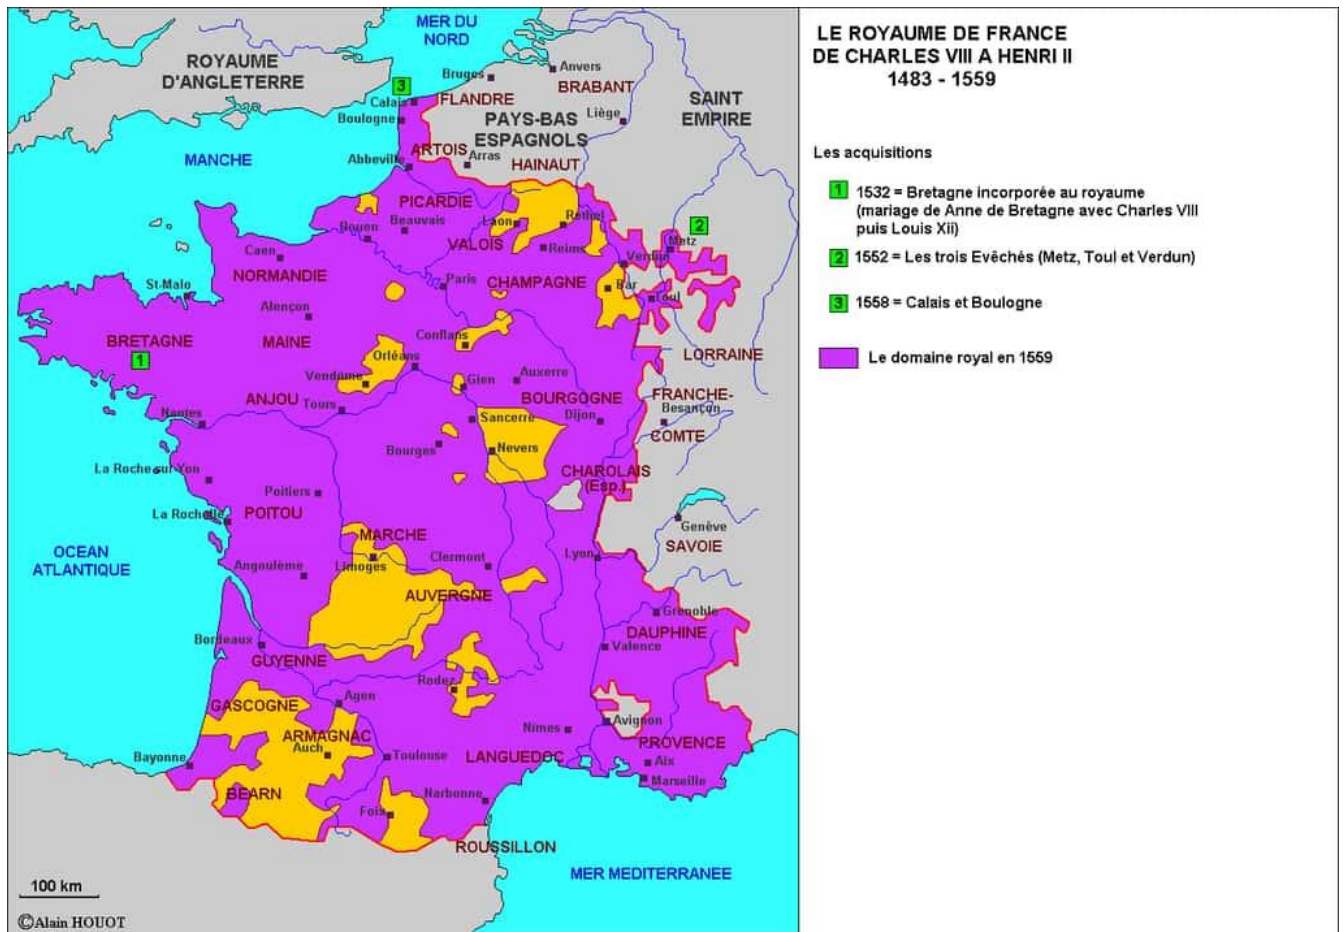 LE ROYAUME DE FRANCE
DE CHARLES VIII A HENRI II
1483 - 1559
Les acquisitions
1 1532 = Bretagne incorporée au royaume
(mariage de Anne de Bretagne avec Charles VIII
puis Louis Xii)
2 1552 = Les trois Evêchés (Metz, Toul et Verdun)
3 1558 = Calais et Boulogne
Le domaine royal en 1559
MER DU
NORD
ROYAUME
D'ANGLETERRE
Anvers
Bruges
BRABANT
3
Calais
FLANDRE
SAINT
EMPIRE
Boulogne
PAYS-BAS
ESPAGNOLS
Liège
MANCHE
ARTOIS
Abbeville
Arras
HAINAUT
PICARDIE
Beauvais
Laon
Réthel
2
Rouen
VALOIS
Reims
Metz
Caen
Verdun
NORMANDIE
Paris
CHAMPAGNE
Bar
St-Malo
Toul
Alençon
BRETAGNE
MAINE
Conflans
1
Orléans
LORRAINE
Vendôme
Gien
Auxerre
ANJOU
Tours
BOURGOGNE
FRANCHE-
COMTE
Besançon
Nantes
Sancerre
Dijon
Bourges
Nevers
La Roche sur Yon
CHAROLAIS
(Esp.)
Poitiers
La Rochelle
POITOU
Genève
MARCHE
SAVOIE
OCEAN
ATLANTIQUE
Clermont
Lyon
Angoulême
Limoges
AUVERGNE
Grenoble
DAUPHINE
Bordeaux
Valence
GUYENNE
Rodez
Agen
GASCOGNE
Avignon
ARMAGNAC
Nîmes
PROVENCE
Auch
Bayonne
Toulouse
LANGUEDOC
Aix
Marseille
BEARN
Narbonne
Foix
ROUSSILLON
MER MEDITERRANEE
100 km
©Alain HOUOT